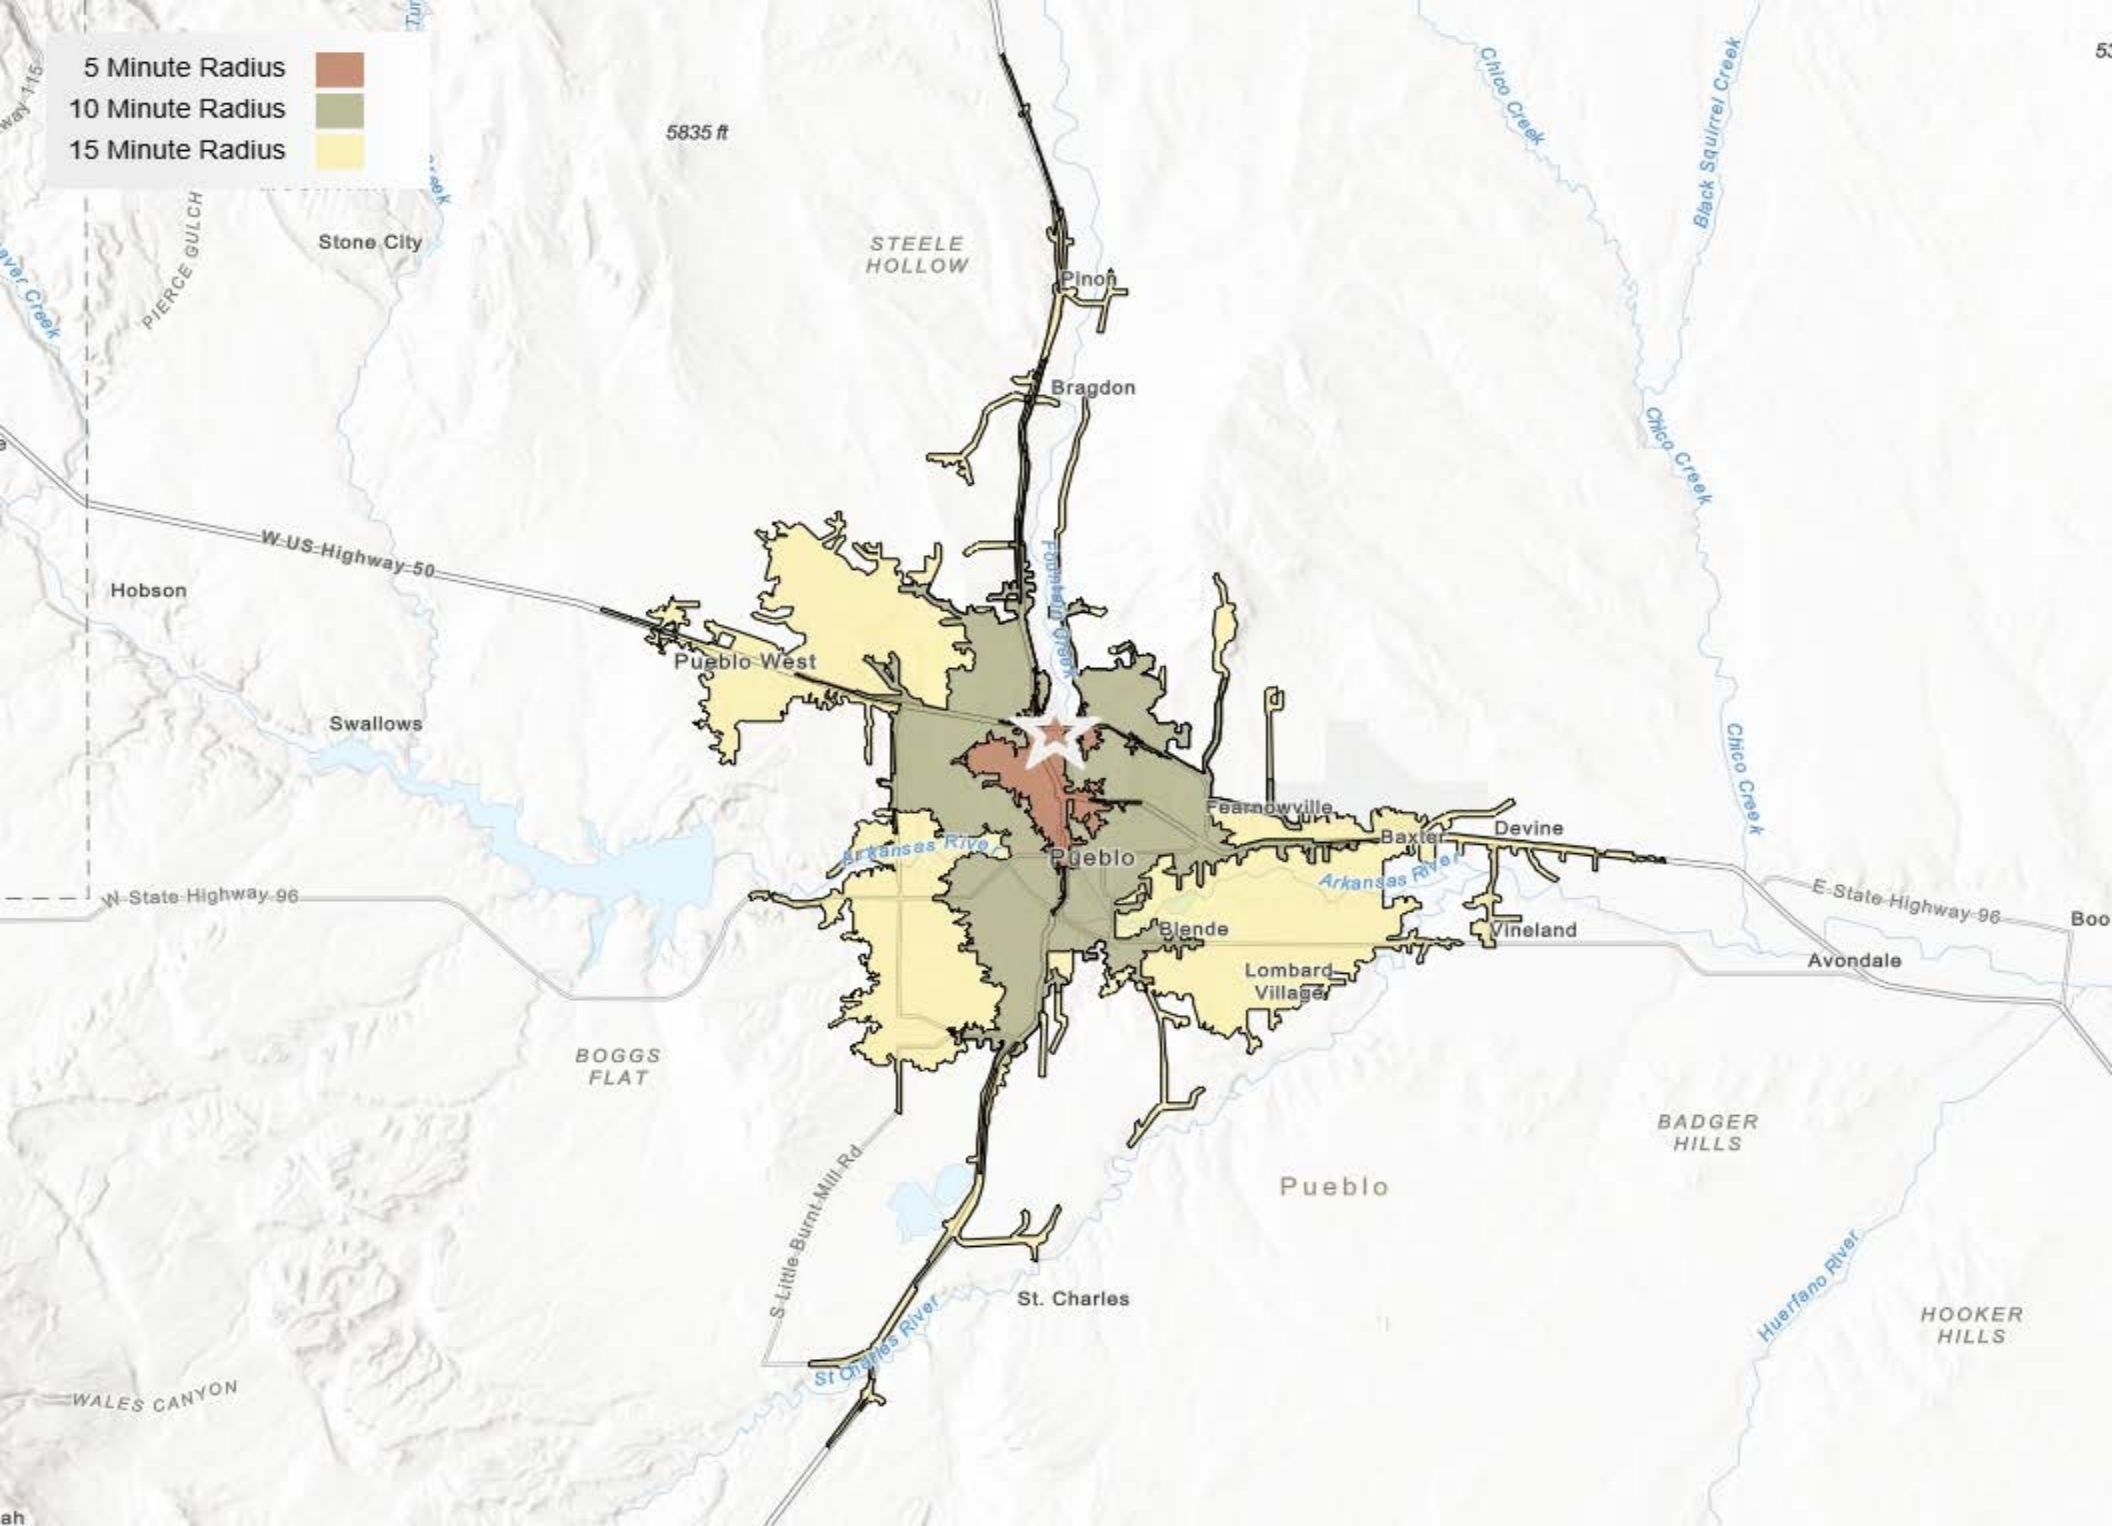 5 Minute Radius
10 Minute Radius
15 Minute Radius
5835 ft
Chico Creek
Black Squirrel Creek
PIERCE GULCH
Stone City
STEELE
HOLLOW
Pinon
Bragdon
Chico Creek
W US Highway 50
Hobson
Fountain Creek
Pueblo West
Swallows
Chico Creek
Fearnowville
Baxter
Devine
Arkansas River
Pueblo
Arkansas River
W State Highway 96
E State Highway 96
Blende
Vineland
Boo
Avondale
Lombard
Village
BOGGS
FLAT
BADGER
HILLS
Pueblo
S Little Burnt Mill Rd
St. Charles
St Charles River
Huerfano River
HOOKER
HILLS
WALES CANYON
ah